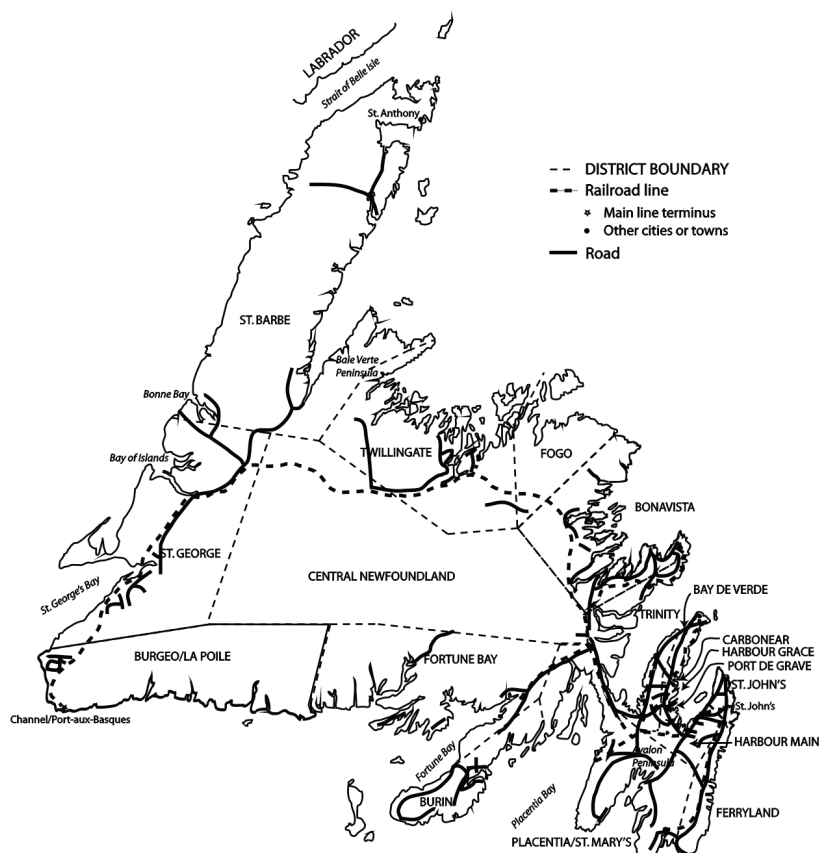 LABRADOR
Strait of Belle Isle
St. Anthony
DISTRICT BOUNDARY
Railroad line
Main line terminus
Other cities or towns
Road
ST. BARBE
Baie Verte
Peninsula
Bonne Bay
Bay of Islands
TWILLINGATE
FOGO
BONAVISTA
ST. GEORGE
CENTRAL NEWFOUNDLAND
St. George's Bay
BAY DE VERDE
TRINITY
CARBONEAR
HARBOUR GRACE
PORT DE GRAVE
BURGEO/LA POILE
FORTUNE BAY
ST. JOHN'S
St. John's
Channel/Port-aux-Basques
HARBOUR MAIN
Avalon
Peninsula
Fortune Bay
BURIN
Placentia Bay
FERRYLAND
PLACENTIA/ST. MARY'S